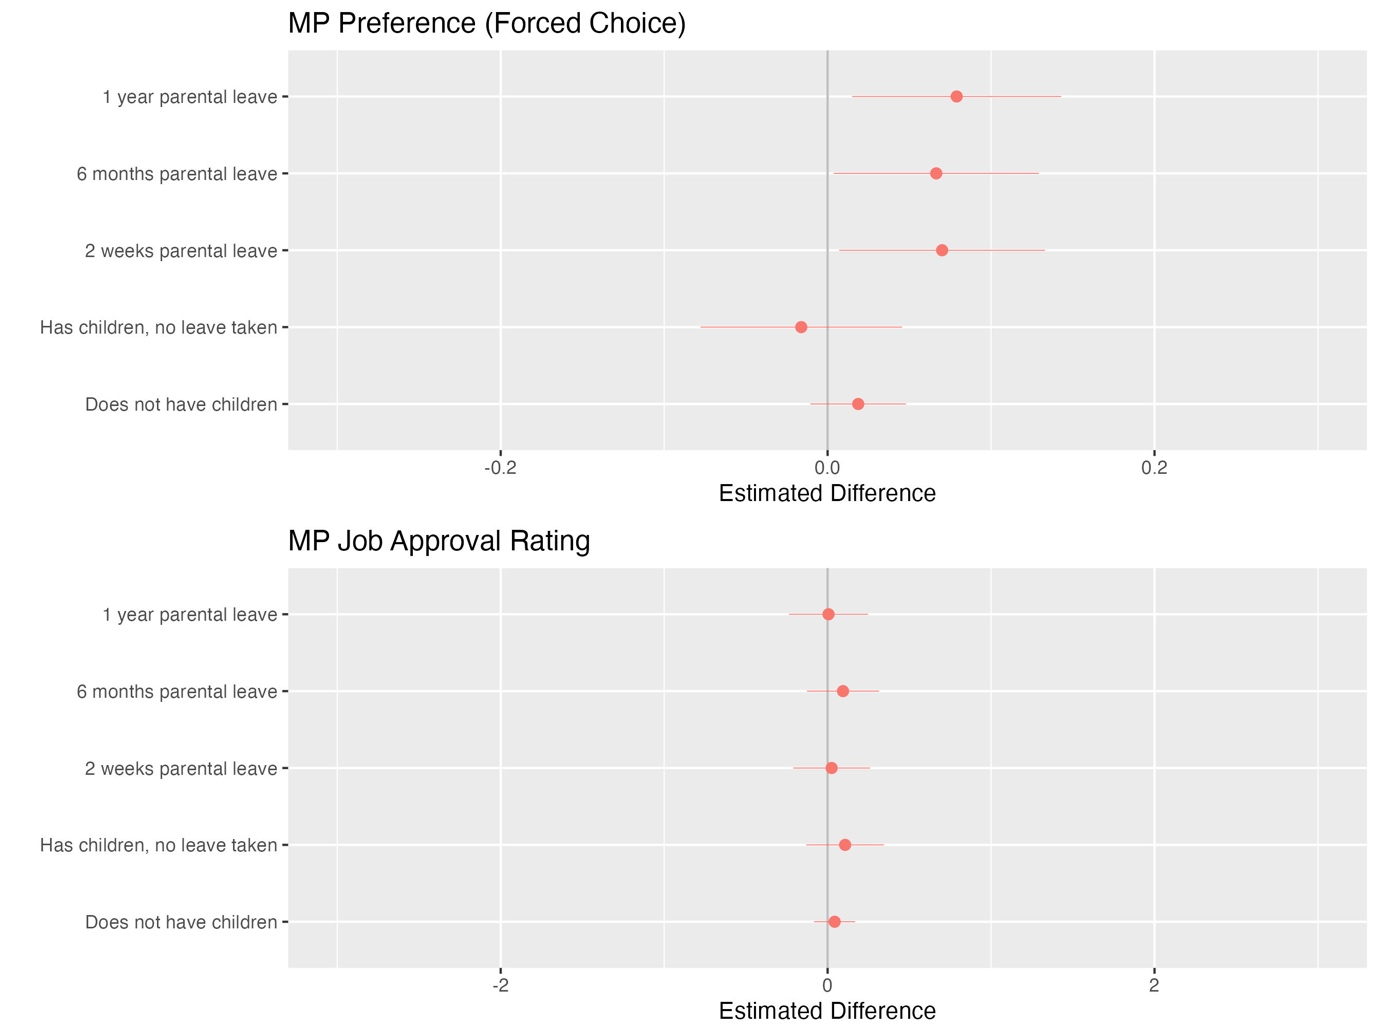 MP Preference (Forced Choice)
1 year parental leave
6 months parental leave
2 weeks parental leave
Has children, no leave taken
Does not have children
-0.2 0.0 0.2
Estimated Difference
MP Job Approval Rating
1 year parental leave
6 months parental leave
2 weeks parental leave
Has children, no leave taken
Does not have children
-2 0 2
Estimated Difference